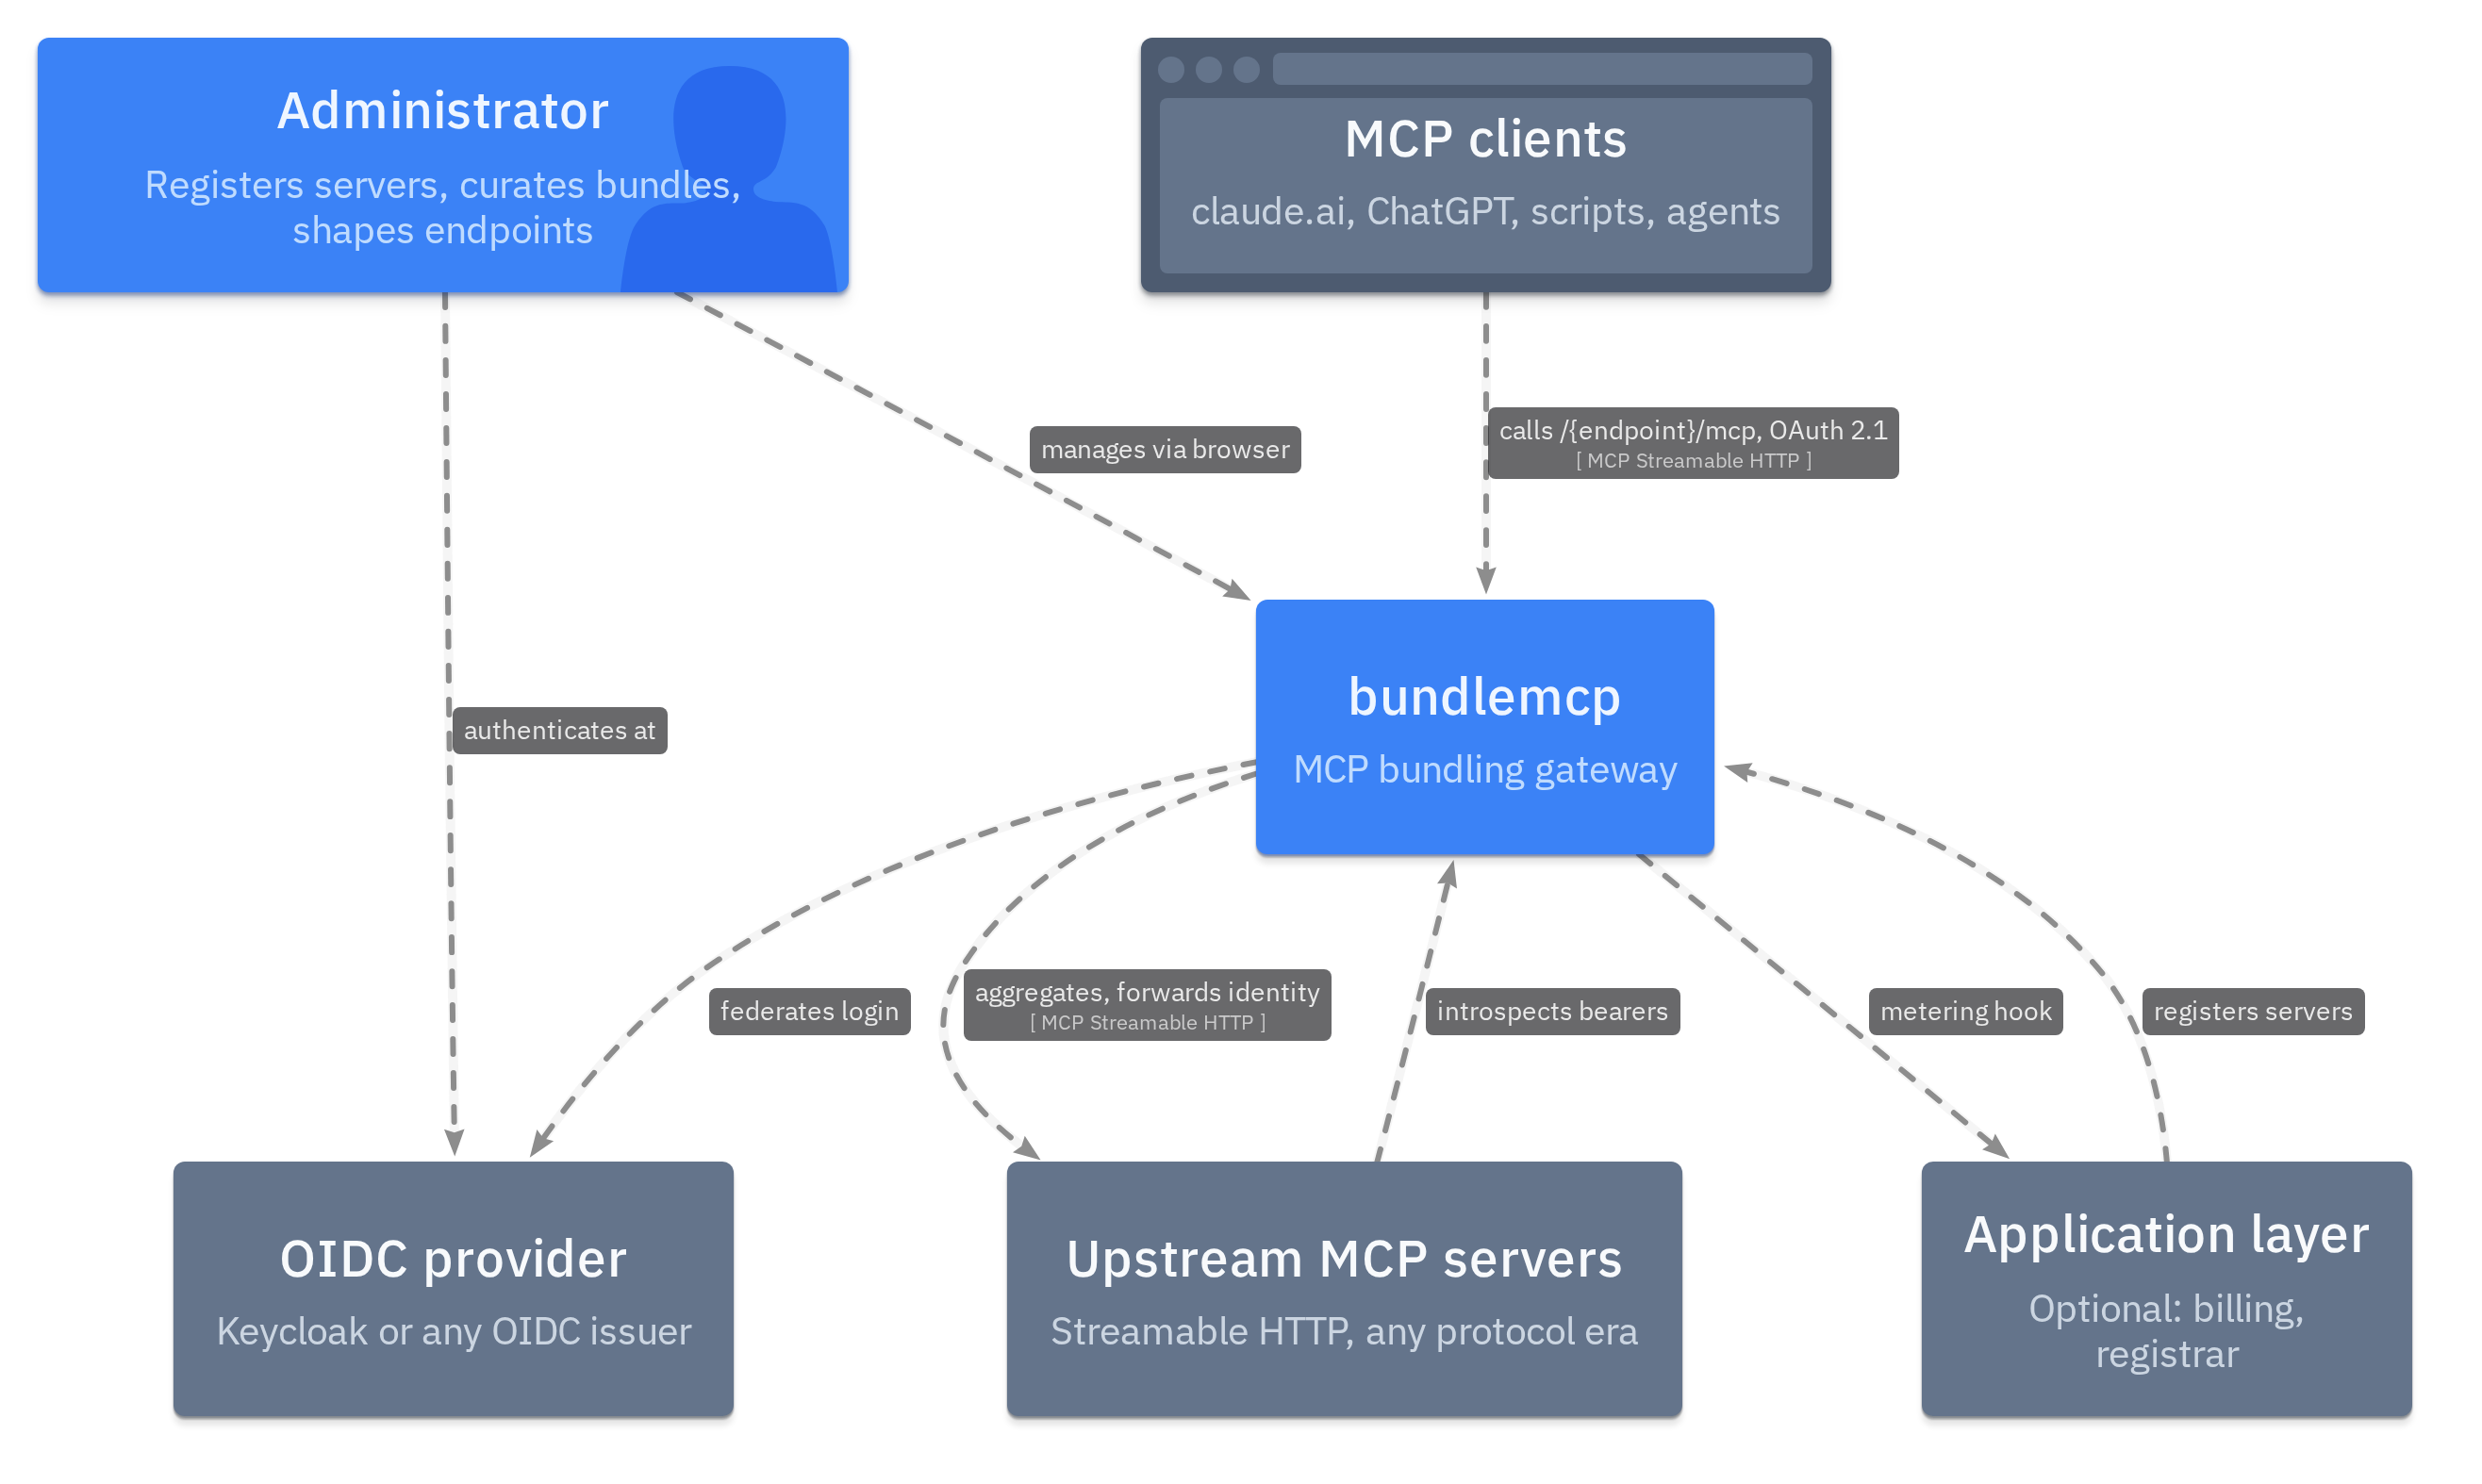 Administrator
Registers servers, curates bundles,
shapes endpoints
MCP clients
claude.ai, ChatGPT, scripts, agents
manages via browser
calls /{endpoint}/mcp, OAuth 2.1
[ MCP Streamable HTTP ]
bundlemcp
MCP bundling gateway
authenticates at
federates login
aggregates, forwards identity
[ MCP Streamable HTTP ]
introspects bearers
metering hook
registers servers
OIDC provider
Keycloak or any OIDC issuer
Upstream MCP servers
Streamable HTTP, any protocol era
Application layer
Optional: billing,
registrar